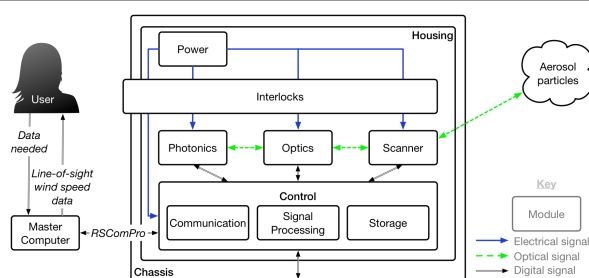 Housing
Power
Aerosol
particles
User
Interlocks
Data
needed
Line-of-sight
wind speed
data
Photonics
Optics
Scanner
Control
Communication
Signal
Processing
Storage
Master
Computer
RSComPro
Chassis
Key
Module
Electrical signal
Optical signal
Digital signal